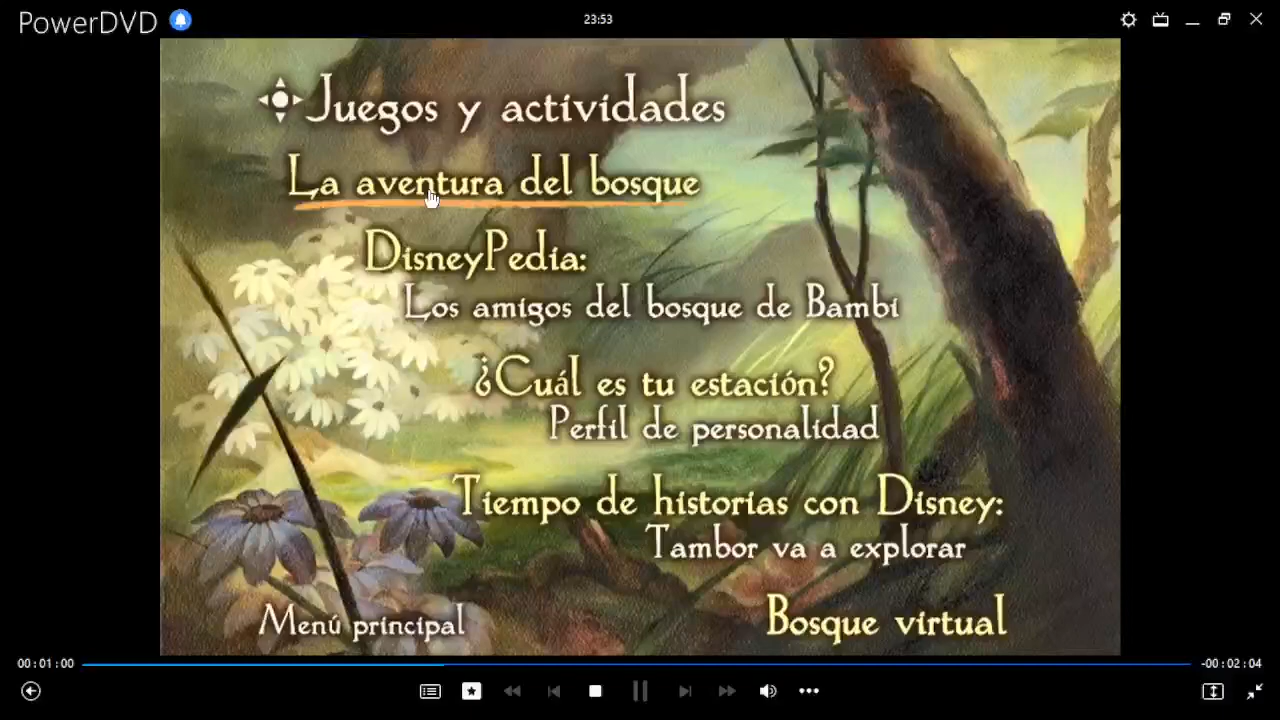 PowerDVD
23:53
Juegos y actividades
La aventura del bosque
DisneyPedia:
Los amigos del bosque de Bambi
¿Cuál es tu estación?
Perfil de personalidad
Tiempo de historias con Disney:
Tambor va a explorar
Menú principal
Bosque virtual
00:01:00
-00:02:04